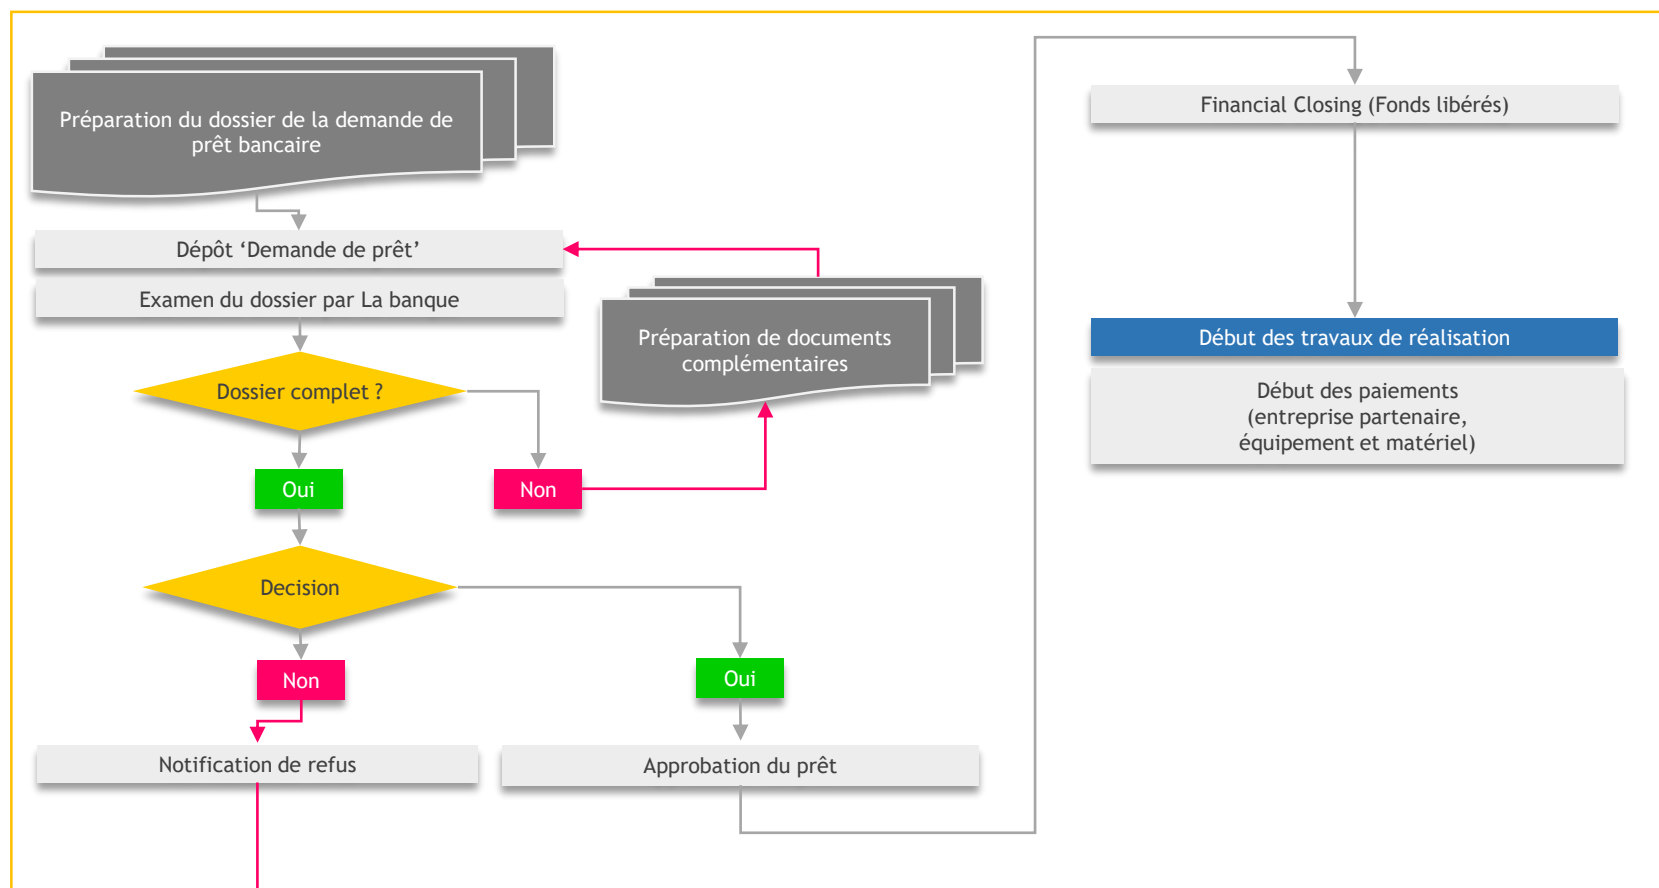 Préparation du dossier de la demande de
prêt bancaire
Dépôt ‘Demande de prêt’
Examen du dossier par La banque
Dossier complet ?
Oui
Non
Préparation de documents
complémentaires
Decision
Non
Oui
Notification de refus
Approbation du prêt
Financial Closing (Fonds libérés)
Début des travaux de réalisation
Début des paiements
(entreprise partenaire,
équipement et matériel)